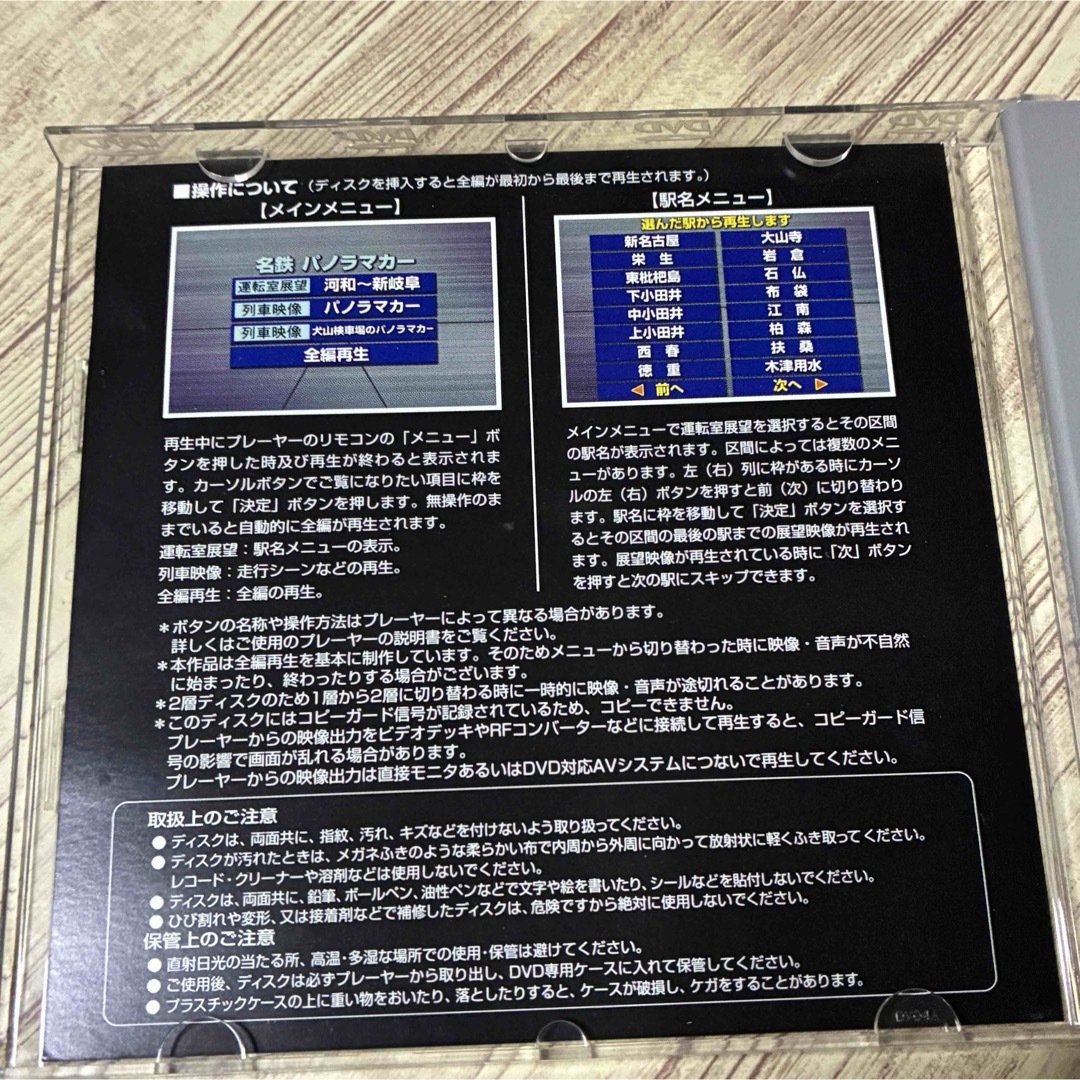 ■操作について（ディスクを挿入すると全編が最初から最後まで再生されます。）
【メインメニュー】
名鉄 パノラマカー
運転室展望 河和～新岐阜
列車映像 パノラマカー
列車映像 犬山検車場のパノラマカー
全編再生
再生中にプレーヤーのリモコンの「メニュー」ボ
タンを押した時及び再生が終わると表示されま
す。カーソルボタンでご覧になりたい項目に枠を
移動して「決定」ボタンを押します。無操作のま
までいると自動的に全編が再生されます。
運転室展望：駅名メニューの表示。
列車映像：走行シーンなどの再生。
全編再生：全編の再生。
【駅名メニュー】
選んだ駅から再生します
新名古屋 大山寺
栄 生 岩 倉
東枇杷島 石 仏
下小田井 布 袋
中小田井 江 南
上小田井 柏 森
西 春 扶 桑
徳 重 木津用水
◀ 前へ 次へ ▶
メインメニューで運転室展望を選択するとその区間
の駅名が表示されます。区間によっては複数のメニ
ューがあります。左（右）列に枠がある時にカーソ
ルの左（右）ボタンを押すと前（次）に切り替わり
ます。駅名に枠を移動して「決定」ボタンを選択す
るとその区間の最後の駅までの展望映像が再生され
ます。展望映像が再生されている時に「次」ボタン
を押すと次の駅にスキップできます。
＊ボタンの名称や操作方法はプレーヤーによって異なる場合があります。
詳しくはご使用のプレーヤーの説明書をご覧ください。
＊本作品は全編再生を基本に制作しています。そのためメニューから切り替わった時に映像・音声が不自然
に始まったり、終わったりする場合がございます。
＊2層ディスクのため1層から2層に切り替わる時に一時的に映像・音声が途切れることがあります。
＊このディスクにはコピーガード信号が記録されているため、コピーできません。
プレーヤーからの映像出力をビデオデッキやRFコンバーターなどに接続して再生すると、コピーガード信
号の影響で画面が乱れる場合があります。
プレーヤーからの映像出力は直接モニタあるいはDVD対応AVシステムにつないで再生してください。
取扱上のご注意
●ディスクは、両面共に、指紋、汚れ、キズなどを付けないよう取り扱ってください。
●ディスクが汚れたときは、メガネふきのような柔らかい布で内周から外周に向かって放射状に軽くふき取ってください。
レコード・クリーナーや溶剤などは使用しないでください。
●ディスクは、両面共に、鉛筆、ボールペン、油性ペンなどで文字や絵を書いたり、シールなどを貼付しないでください。
●ひび割れや変形、又は接着剤などで補修したディスクは、危険ですから絶対に使用しないでください。
保管上のご注意
●直射日光の当たる所、高温・多湿な場所での使用・保管は避けてください。
●ご使用後、ディスクは必ずプレーヤーから取り出し、DVD専用ケースに入れて保管してください。
●プラスチックケースの上に重い物をおいたり、落としたりすると、ケースが破損し、ケガをすることがあります。